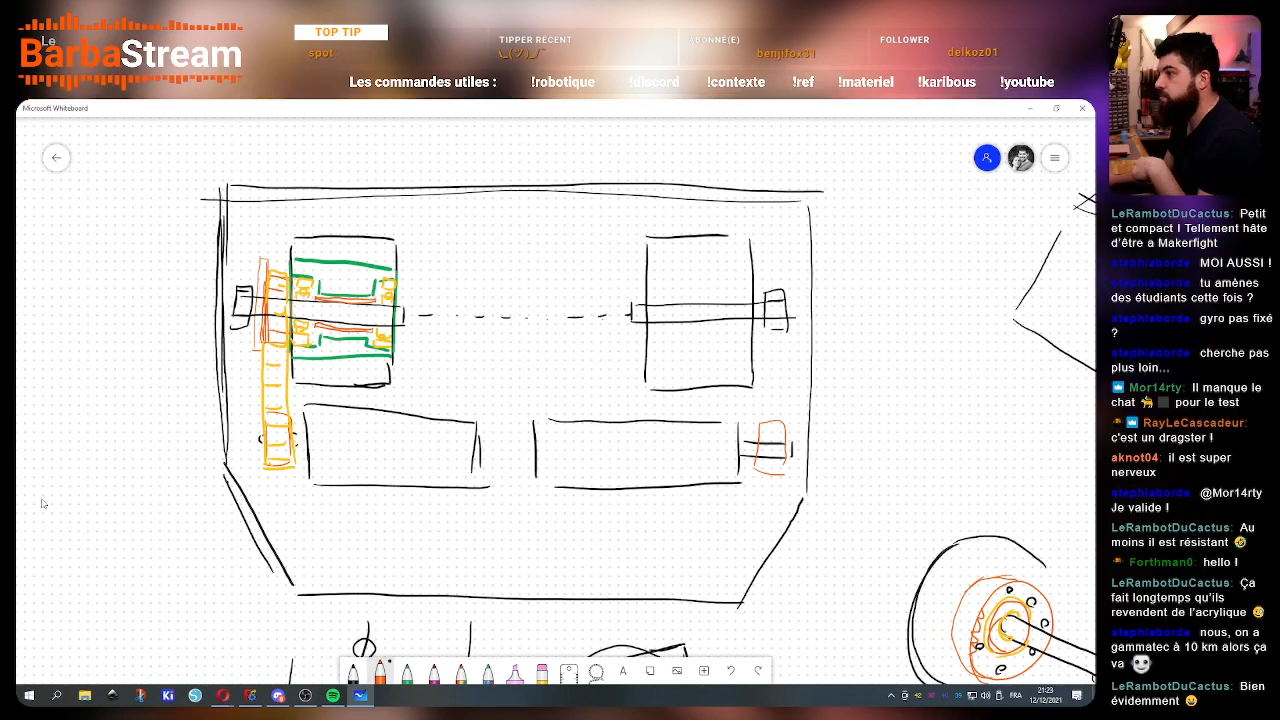 Le
BarbaStream
TOP TIP
spot
TIPPER RÉCENT
¯\_(ツ)_/¯
ABONNÉ(E)
benjifox31
FOLLOWER
delkoz01
Les commandes utiles : !robotique !discord !contexte !ref !materiel !karibous !youtube
Microsoft Whiteboard
LeRambotDuCactus: Petit
et compact ! Tellement hâte
d'être a Makerfight
stephlaborde: MOI AUSSI !
stephlaborde: tu amènes
des étudiants cette fois ?
stephlaborde: gyro pas fixé
?
stephlaborde: cherche pas
plus loin...
Mor14rty: Il manque le
chat pour le test
RayLeCascadeur:
c'est un dragster !
aknot04: il est super
nerveux
stephlaborde: @Mor14rty
Je valide !
LeRambotDuCactus: Au
moins il est résistant
Forthman0: hello !
LeRambotDuCactus: Ça
fait longtemps qu'ils
revendent de l'acrylique
stephlaborde: nous, on a
gammatec à 10 km alors ça
va
LeRambotDuCactus: Bien
évidemment
A
Ki
42
39
FRA
21:23
12/12/2021